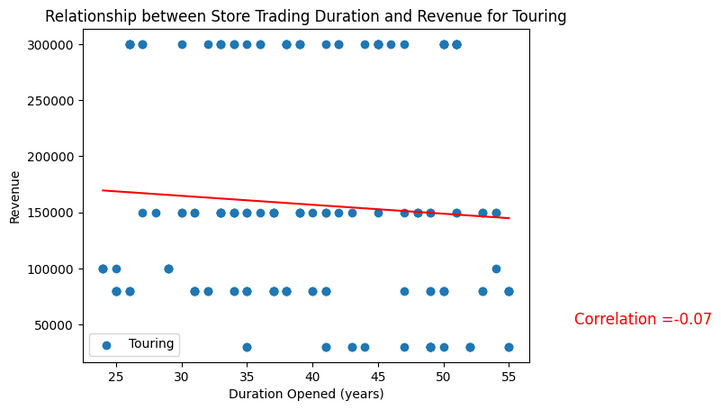 Relationship between Store Trading Duration and Revenue for Touring
300000
250000
200000
150000
100000
50000
Revenue
Touring
Correlation =-0.07
25 30 35 40 45 50 55
Duration Opened (years)